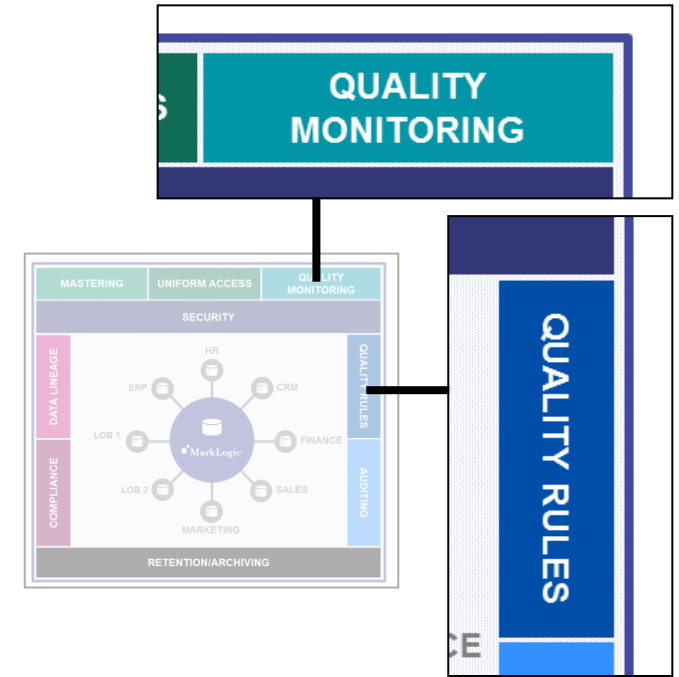 S
QUALITY
MONITORING
MASTERING
UNIFORM ACCESS
QUALITY
MONITORING
SECURITY
DATA LINEAGE
COMPLIANCE
HR
ERP
CRM
LOB 1
MarkLogic
FINANCE
LOB 2
SALES
MARKETING
QUALITY RULES
AUDITING
RETENTION/ARCHIVING
QUALITY RULES
CE